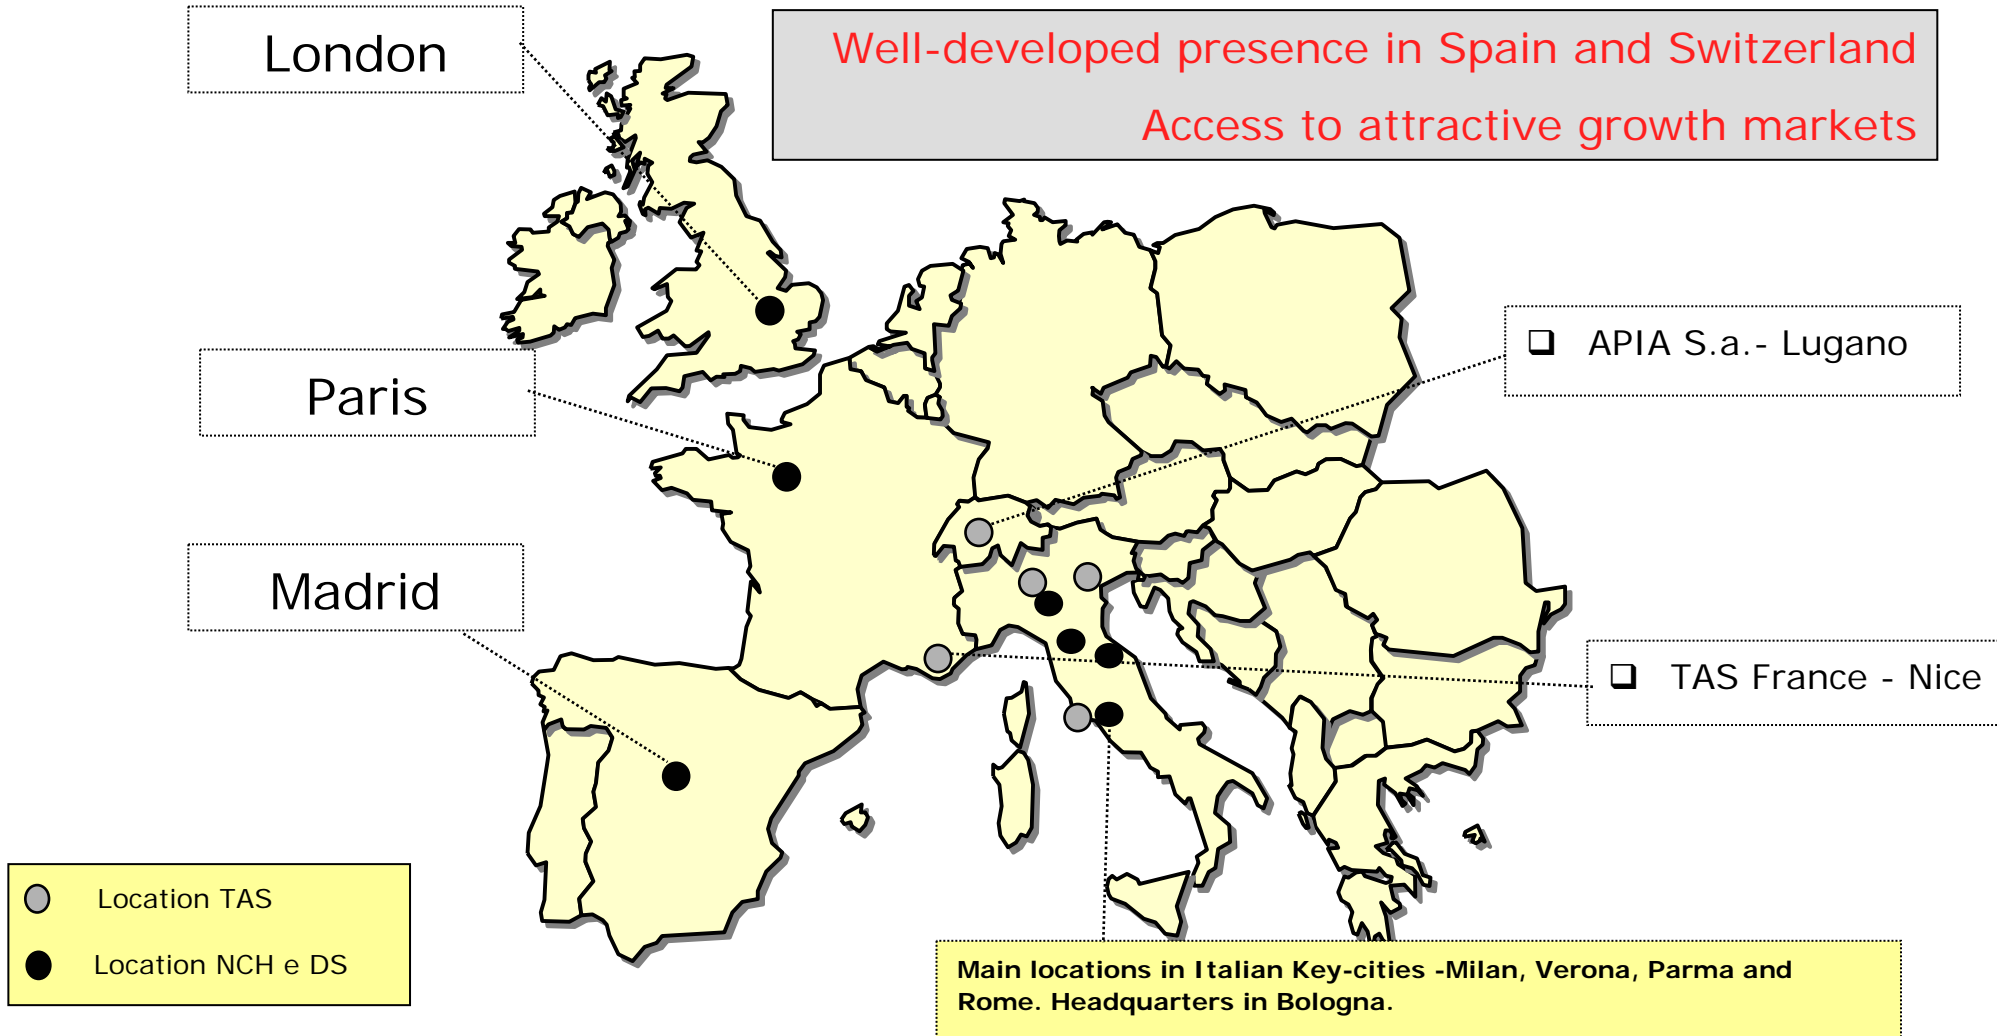 London
Well-developed presence in Spain and Switzerland
Access to attractive growth markets
APIA S.a.- Lugano
Paris
Madrid
TAS France - Nice
Location TAS
Location NCH e DS
Main locations in Italian Key-cities -Milan, Verona, Parma and
Rome. Headquarters in Bologna.